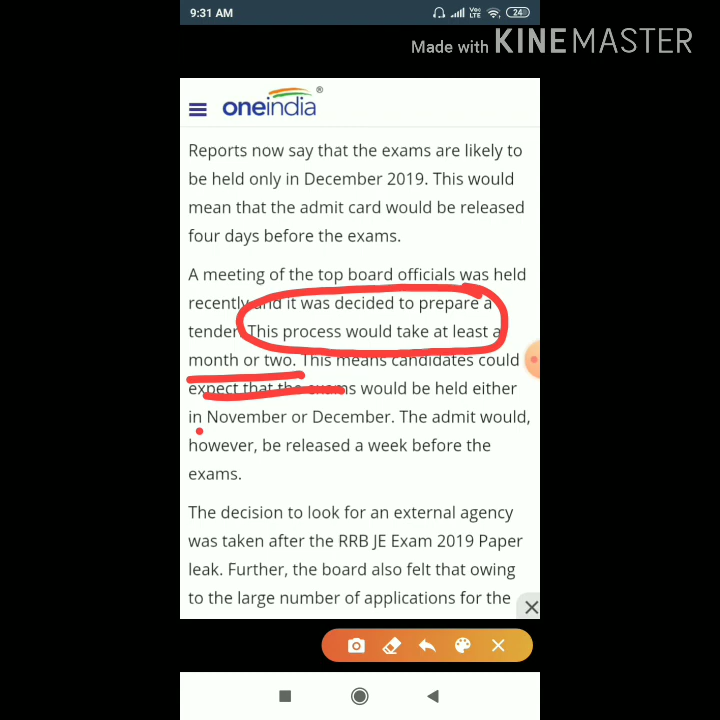 9:31 AM
Voo
LTE
24
Made with KINEMASTER
oneindia®
Reports now say that the exams are likely to
be held only in December 2019. This would
mean that the admit card would be released
four days before the exams.
A meeting of the top board officials was held
recently and it was decided to prepare a
tender. This process would take at least a
month or two. This means candidates could
expect that the exams would be held either
in November or December. The admit would,
however, be released a week before the
exams.
The decision to look for an external agency
was taken after the RRB JE Exam 2019 Paper
leak. Further, the board also felt that owing
to the large number of applications for the